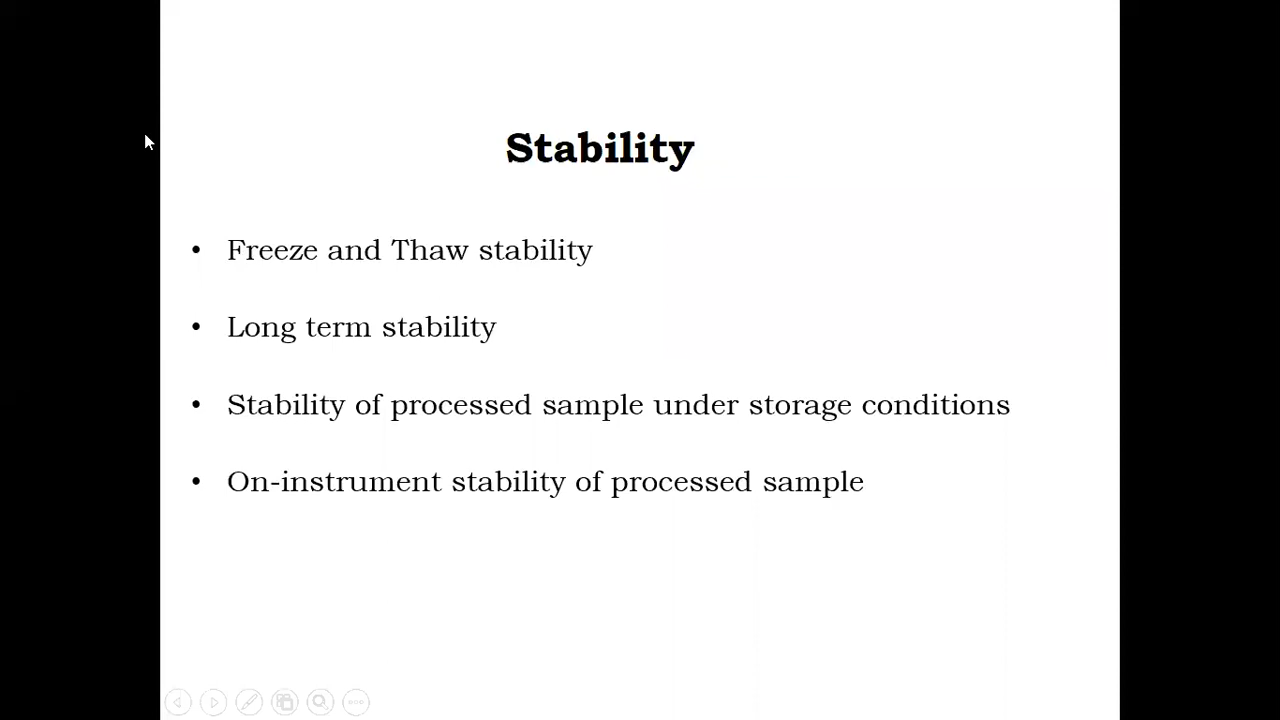 Stability
• Freeze and Thaw stability
• Long term stability
• Stability of processed sample under storage conditions
• On-instrument stability of processed sample